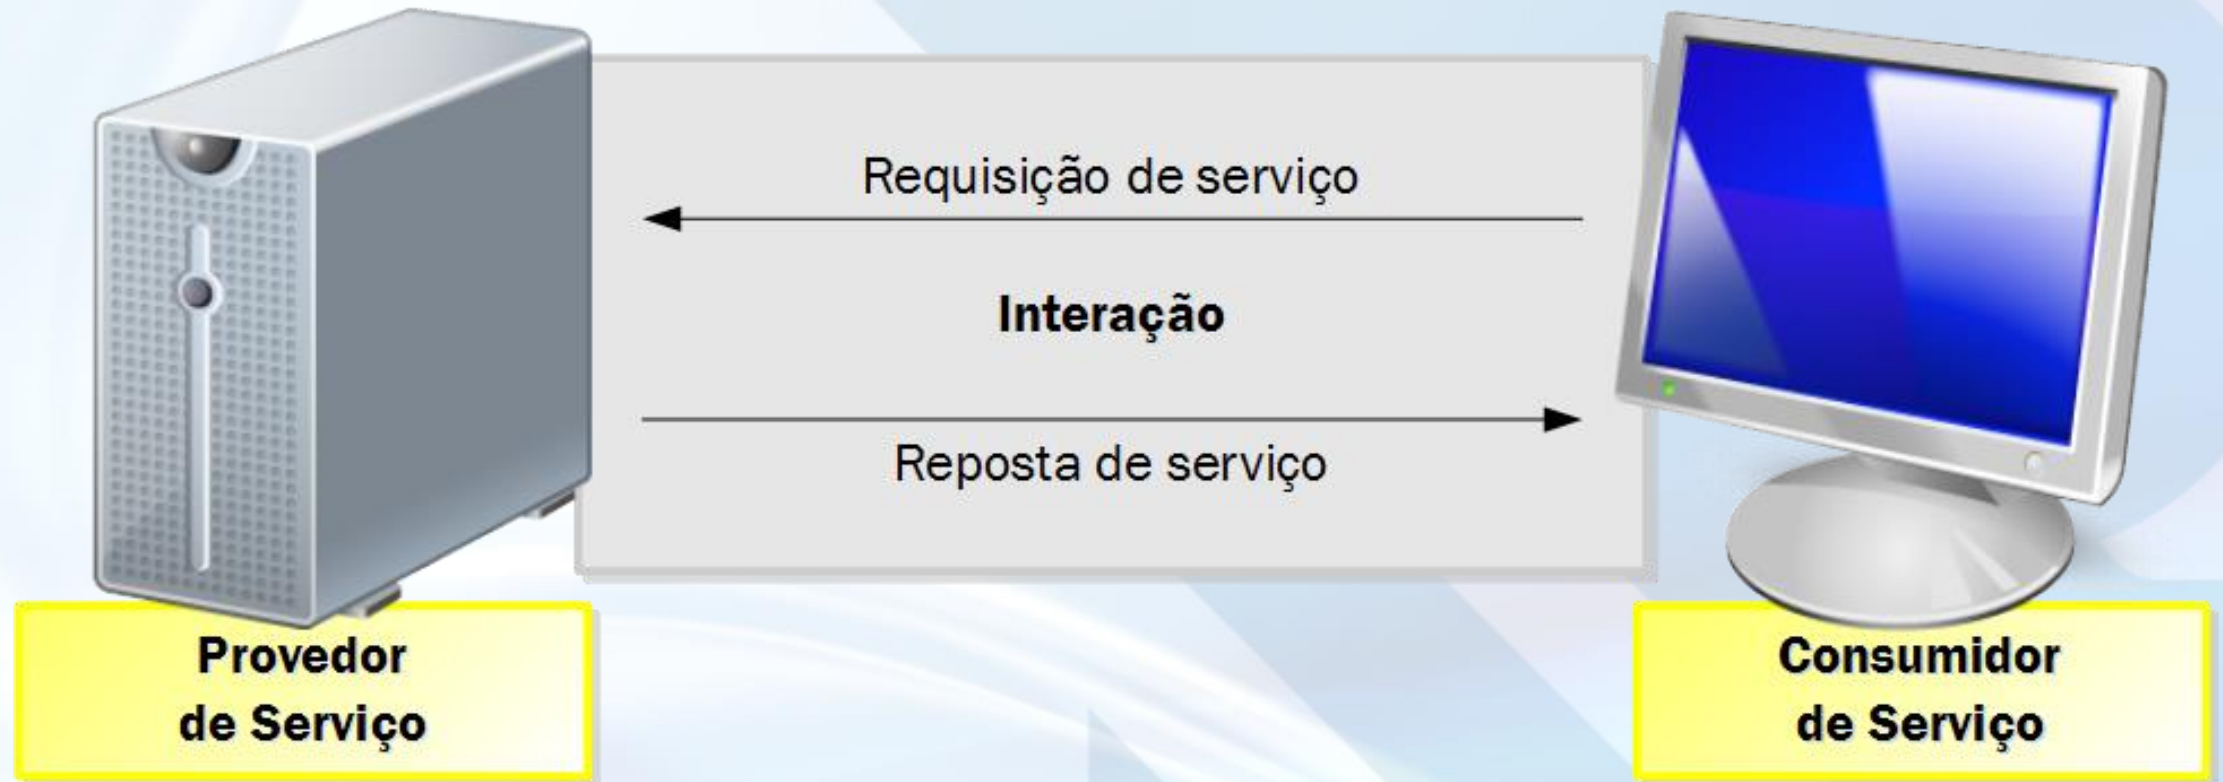 Requisição de serviço
Interação
Reposta de serviço
Provedor
de Serviço
Consumidor
de Serviço